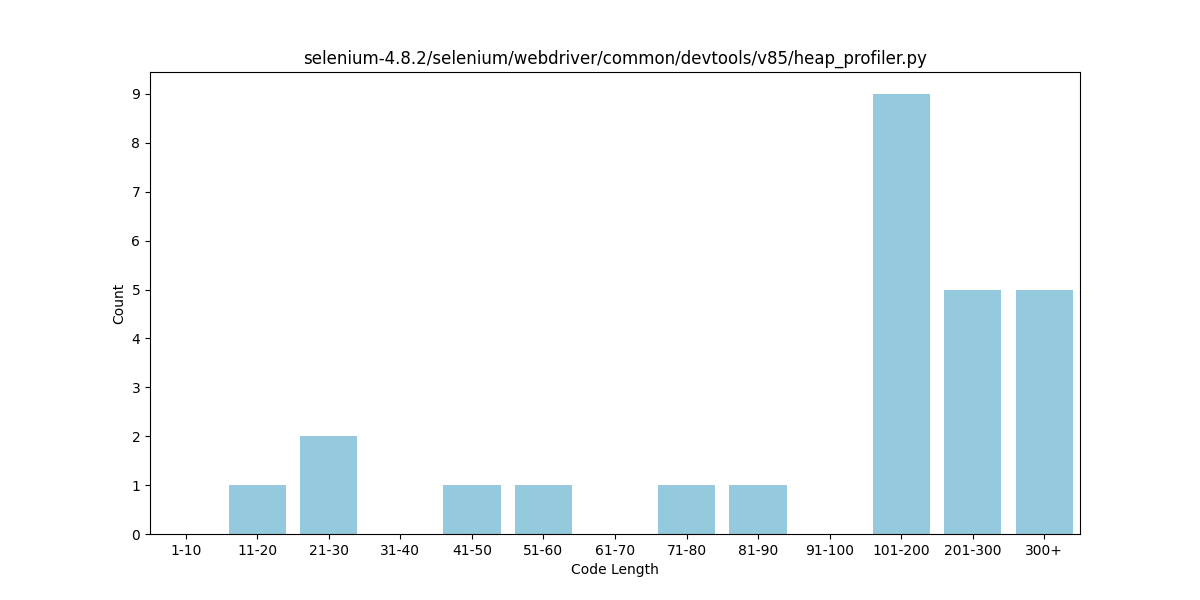 selenium-4.8.2/selenium/webdriver/common/devtools/v85/heap_profiler.py
9
8
7
6
5
4
3
2
1
0
Count
1-10 11-20 21-30 31-40 41-50 51-60 61-70 71-80 81-90 91-100 101-200 201-300 300+
Code Length